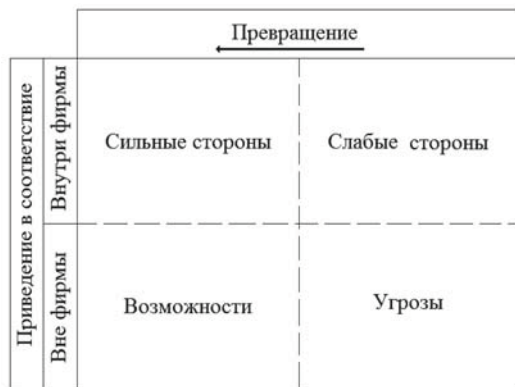 Превращение
Приведение в соответствие
Внутри фирмы
Сильные стороны
Слабые стороны
Вне фирмы
Возможности
Угрозы